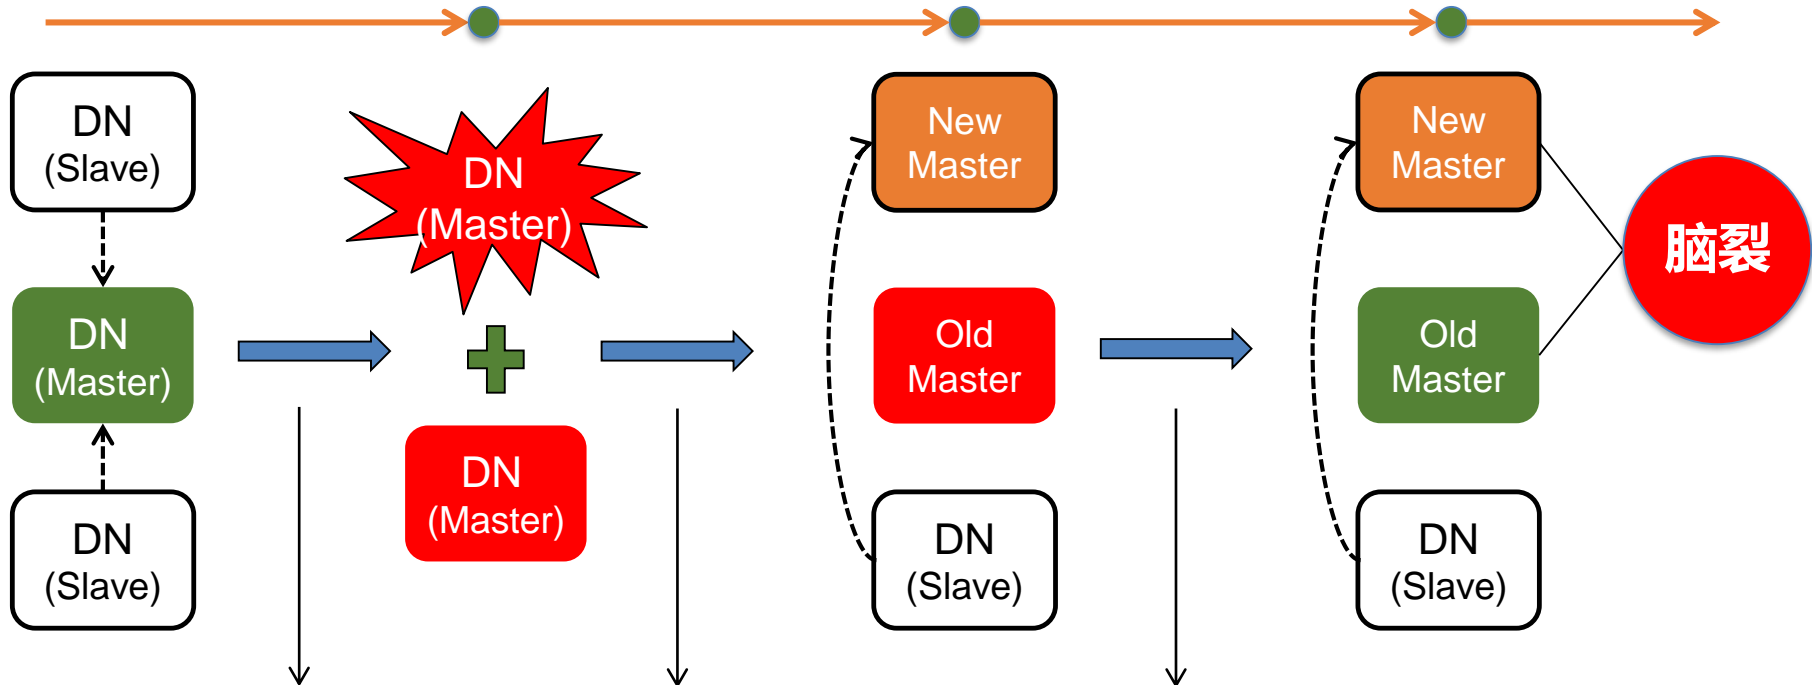 DN
(Slave)
DN
(Master)
DN
(Slave)
DN
(Master)
DN
(Master)
New
Master
Old
Master
DN
(Slave)
New
Master
Old
Master
DN
(Slave)
脑裂